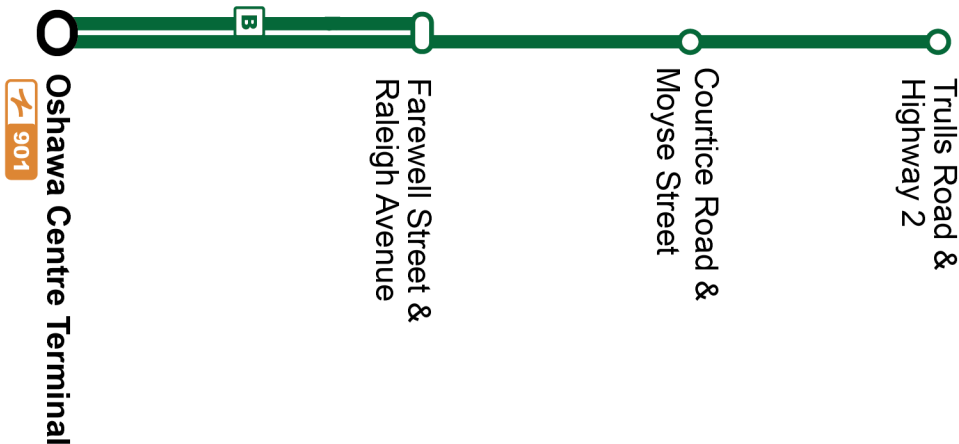 B
Oshawa Centre Terminal
901
Farewell Street &
Raleigh Avenue
Courtice Road &
Moyse Street
Trulls Road &
Highway 2